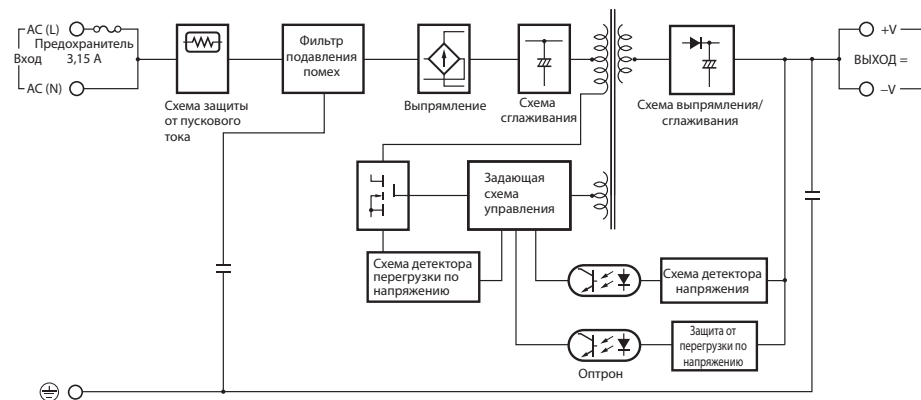 AC (L)
Предохранитель
Вход
3,15 А
AC (N)
Схема защиты
от пускового
тока
Фильтр
подавления
помех
Выпрямление
Схема
сглаживания
Схема выпрямления/
сглаживания
+V
ВЫХОД =
–V
Задающая
схема
управления
Схема детектора
перегрузки по
напряжению
Схема детектора
напряжения
Защита от
перегрузки по
напряжению
Оптрон